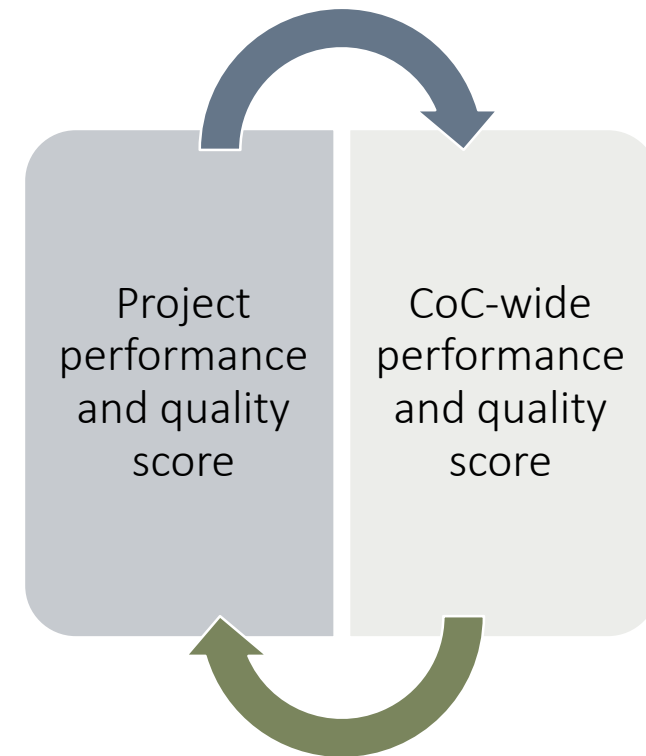 Project
performance
and quality
score
CoC-wide
performance
and quality
score